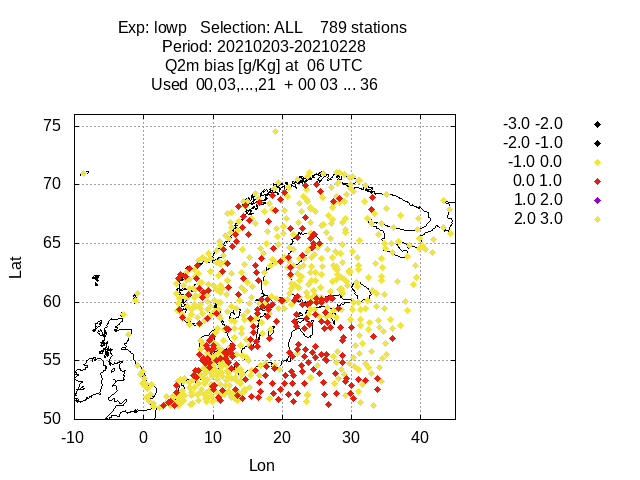 Exp: lowp Selection: ALL 789 stations
Period: 20210203-20210228
Q2m bias [g/Kg] at 06 UTC
Used 00,03,...,21 + 00 03 ... 36
-3.0 -2.0
-2.0 -1.0
-1.0 0.0
0.0 1.0
1.0 2.0
2.0 3.0
75
70
65
60
55
50
Lat
-10 0 10 20 30 40
Lon